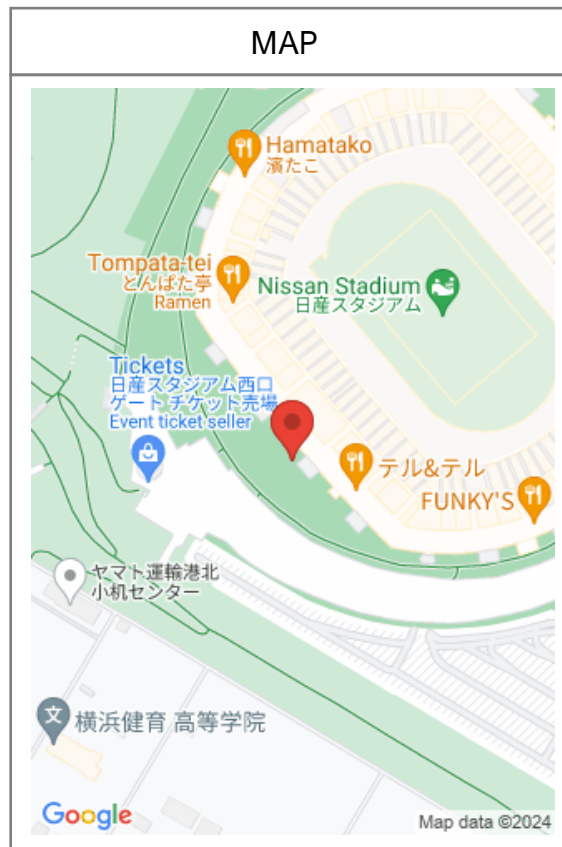 MAP
Hamatako
濱たこ
Tompata-tei
とんぱた亭
Ramen
Nissan Stadium
日産スタジアム
Tickets
日産スタジアム西口
ゲート チケット売場
Event ticket seller
テル&テル
FUNKY'S
ヤマト運輸港北
小机センター
文
横浜健育 高等学院
Google
Map data ©2024